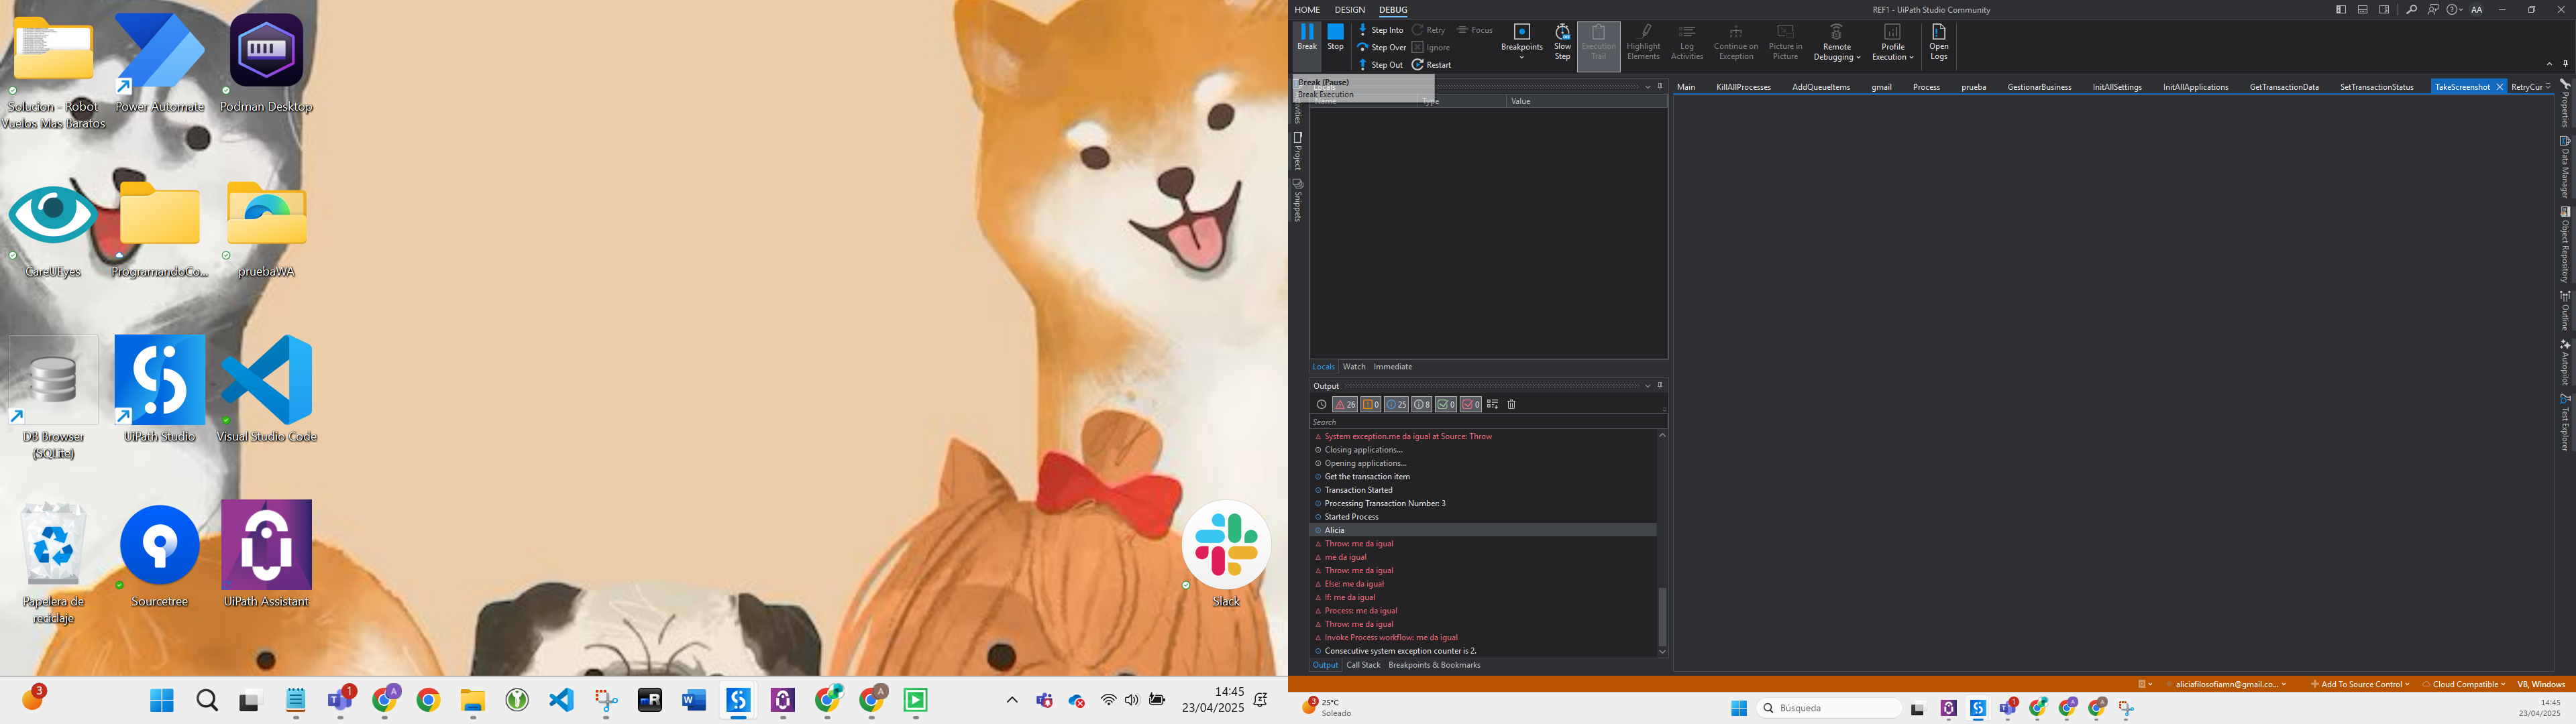 Solucion - Robot
Vuelos Mas Baratos
Power Automate
Podman Desktop
CareUEyes
ProgramandoCo...
pruebaWA
DB Browser
(SQLite)
UiPath Studio
Visual Studio Code
Papelera de
reciclaje
Sourcetree
UiPath Assistant
Slack
3
1
A
A
14:45
23/04/2025
HOME DESIGN DEBUG
REF1 - UiPath Studio Community
AA
Break
Stop
Step Into
Step Over
Step Out
Retry
Ignore
Restart
Focus
Breakpoints
Slow
Step
Execution
Trail
Highlight
Elements
Log
Activities
Continue on
Exception
Picture in
Picture
Remote
Debugging
Profile
Execution
Open
Logs
Break (Pause)
Break Execution
Locals
Name Type Value
Project
Snippets
Main KillAllProcesses AddQueueItems gmail Process prueba GestionarBusiness InitAllSettings InitAllApplications GetTransactionData SetTransactionStatus TakeScreenshot RetryCur
Properties
Data Manager
Object Repository
Outline
Autopilot
Test Explorer
Locals Watch Immediate
Output
26 0 25 8 0 0
Search
System exception.me da igual at Source: Throw
Closing applications...
Opening applications...
Get the transaction item
Transaction Started
Processing Transaction Number: 3
Started Process
Alicia
Throw: me da igual
me da igual
Throw: me da igual
Else: me da igual
If: me da igual
Process: me da igual
Throw: me da igual
Invoke Process workflow: me da igual
Consecutive system exception counter is 2.
Output Call Stack Breakpoints & Bookmarks
aliciafilosofiamn@gmail.co...
Add To Source Control
Cloud Compatible
VB, Windows
3
25°C
Soleado
Búsqueda
1
A
A
14:45
23/04/2025